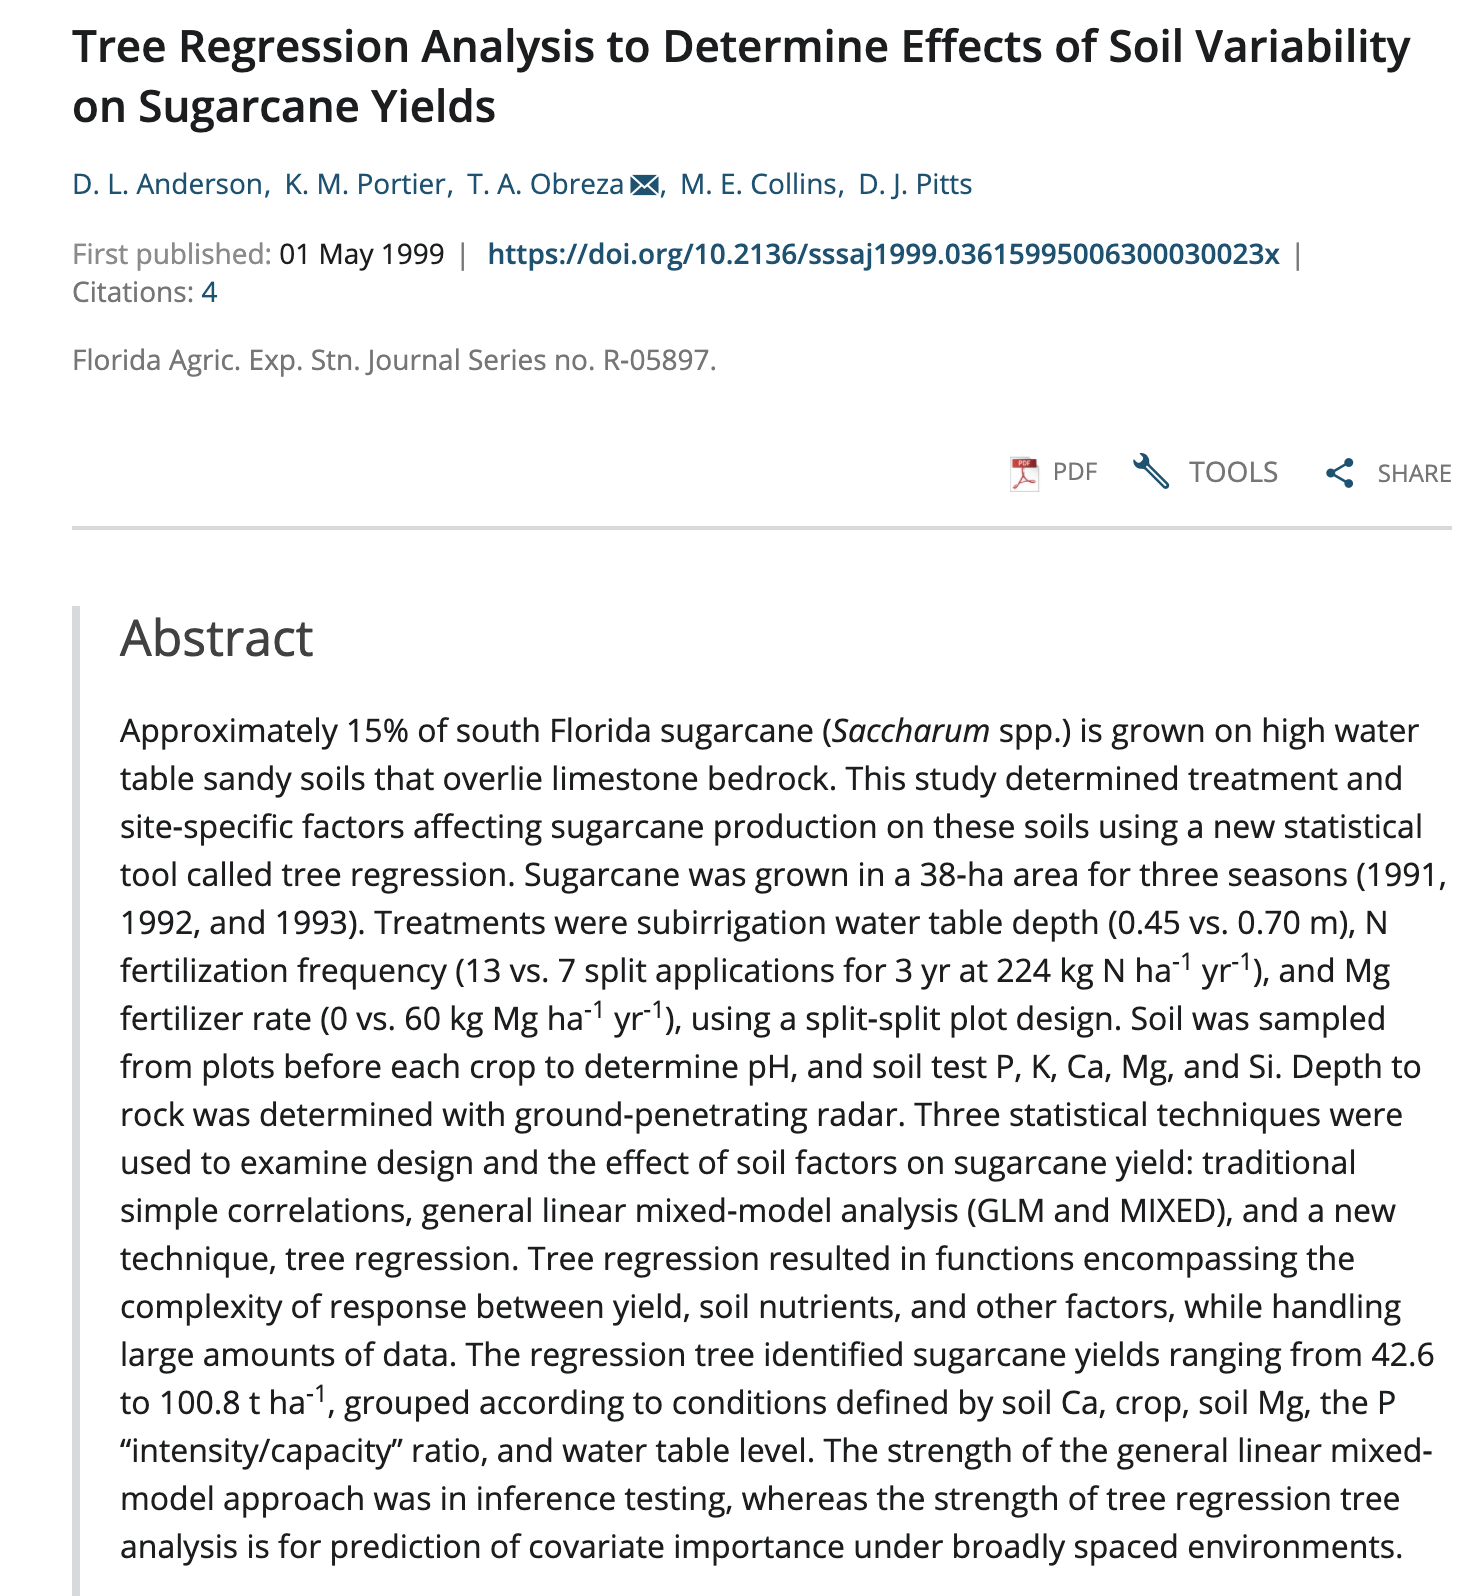 Tree Regression Analysis to Determine Effects of Soil Variability
on Sugarcane Yields
D. L. Anderson, K. M. Portier, T. A. Obreza, M. E. Collins, D. J. Pitts
First published: 01 May 1999 | https://doi.org/10.2136/sssaj1999.03615995006300030023x |
Citations: 4
Florida Agric. Exp. Stn. Journal Series no. R-05897.
PDF TOOLS SHARE
Abstract
Approximately 15% of south Florida sugarcane (Saccharum spp.) is grown on high water
table sandy soils that overlie limestone bedrock. This study determined treatment and
site-specific factors affecting sugarcane production on these soils using a new statistical
tool called tree regression. Sugarcane was grown in a 38-ha area for three seasons (1991,
1992, and 1993). Treatments were subirrigation water table depth (0.45 vs. 0.70 m), N
fertilization frequency (13 vs. 7 split applications for 3 yr at 224 kg N ha⁻¹ yr⁻¹), and Mg
fertilizer rate (0 vs. 60 kg Mg ha⁻¹ yr⁻¹), using a split-split plot design. Soil was sampled
from plots before each crop to determine pH, and soil test P, K, Ca, Mg, and Si. Depth to
rock was determined with ground-penetrating radar. Three statistical techniques were
used to examine design and the effect of soil factors on sugarcane yield: traditional
simple correlations, general linear mixed-model analysis (GLM and MIXED), and a new
technique, tree regression. Tree regression resulted in functions encompassing the
complexity of response between yield, soil nutrients, and other factors, while handling
large amounts of data. The regression tree identified sugarcane yields ranging from 42.6
to 100.8 t ha⁻¹, grouped according to conditions defined by soil Ca, crop, soil Mg, the P
“intensity/capacity” ratio, and water table level. The strength of the general linear mixed-
model approach was in inference testing, whereas the strength of tree regression tree
analysis is for prediction of covariate importance under broadly spaced environments.